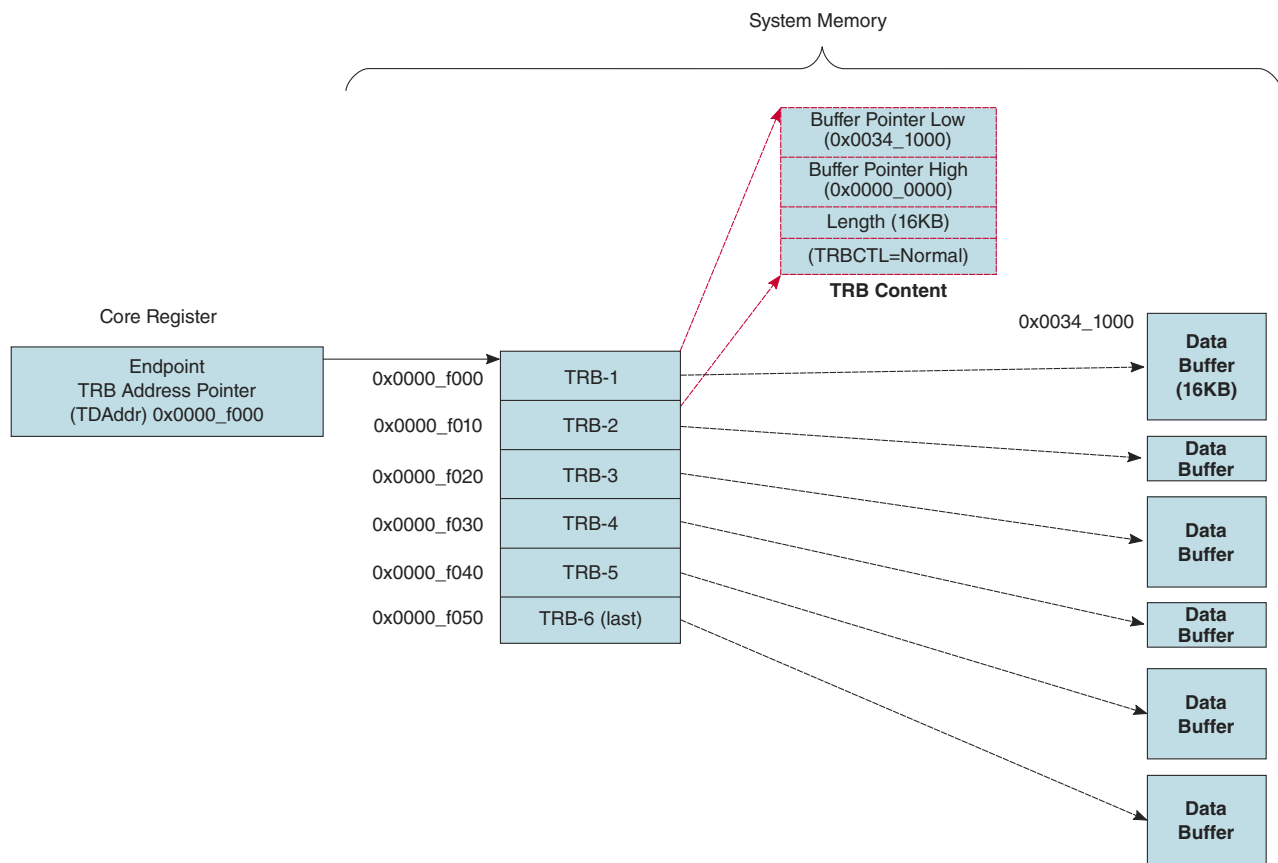 System Memory
Buffer Pointer Low
(0x0034_1000)
Buffer Pointer High
(0x0000_0000)
Length (16KB)
(TRBCTL=Normal)
TRB Content
Core Register
Endpoint
TRB Address Pointer
(TDAddr) 0x0000_f000
0x0000_f000
TRB-1
0x0000_f010
TRB-2
0x0000_f020
TRB-3
0x0000_f030
TRB-4
0x0000_f040
TRB-5
0x0000_f050
TRB-6 (last)
0x0034_1000
Data
Buffer
(16KB)
Data
Buffer
Data
Buffer
Data
Buffer
Data
Buffer
Data
Buffer